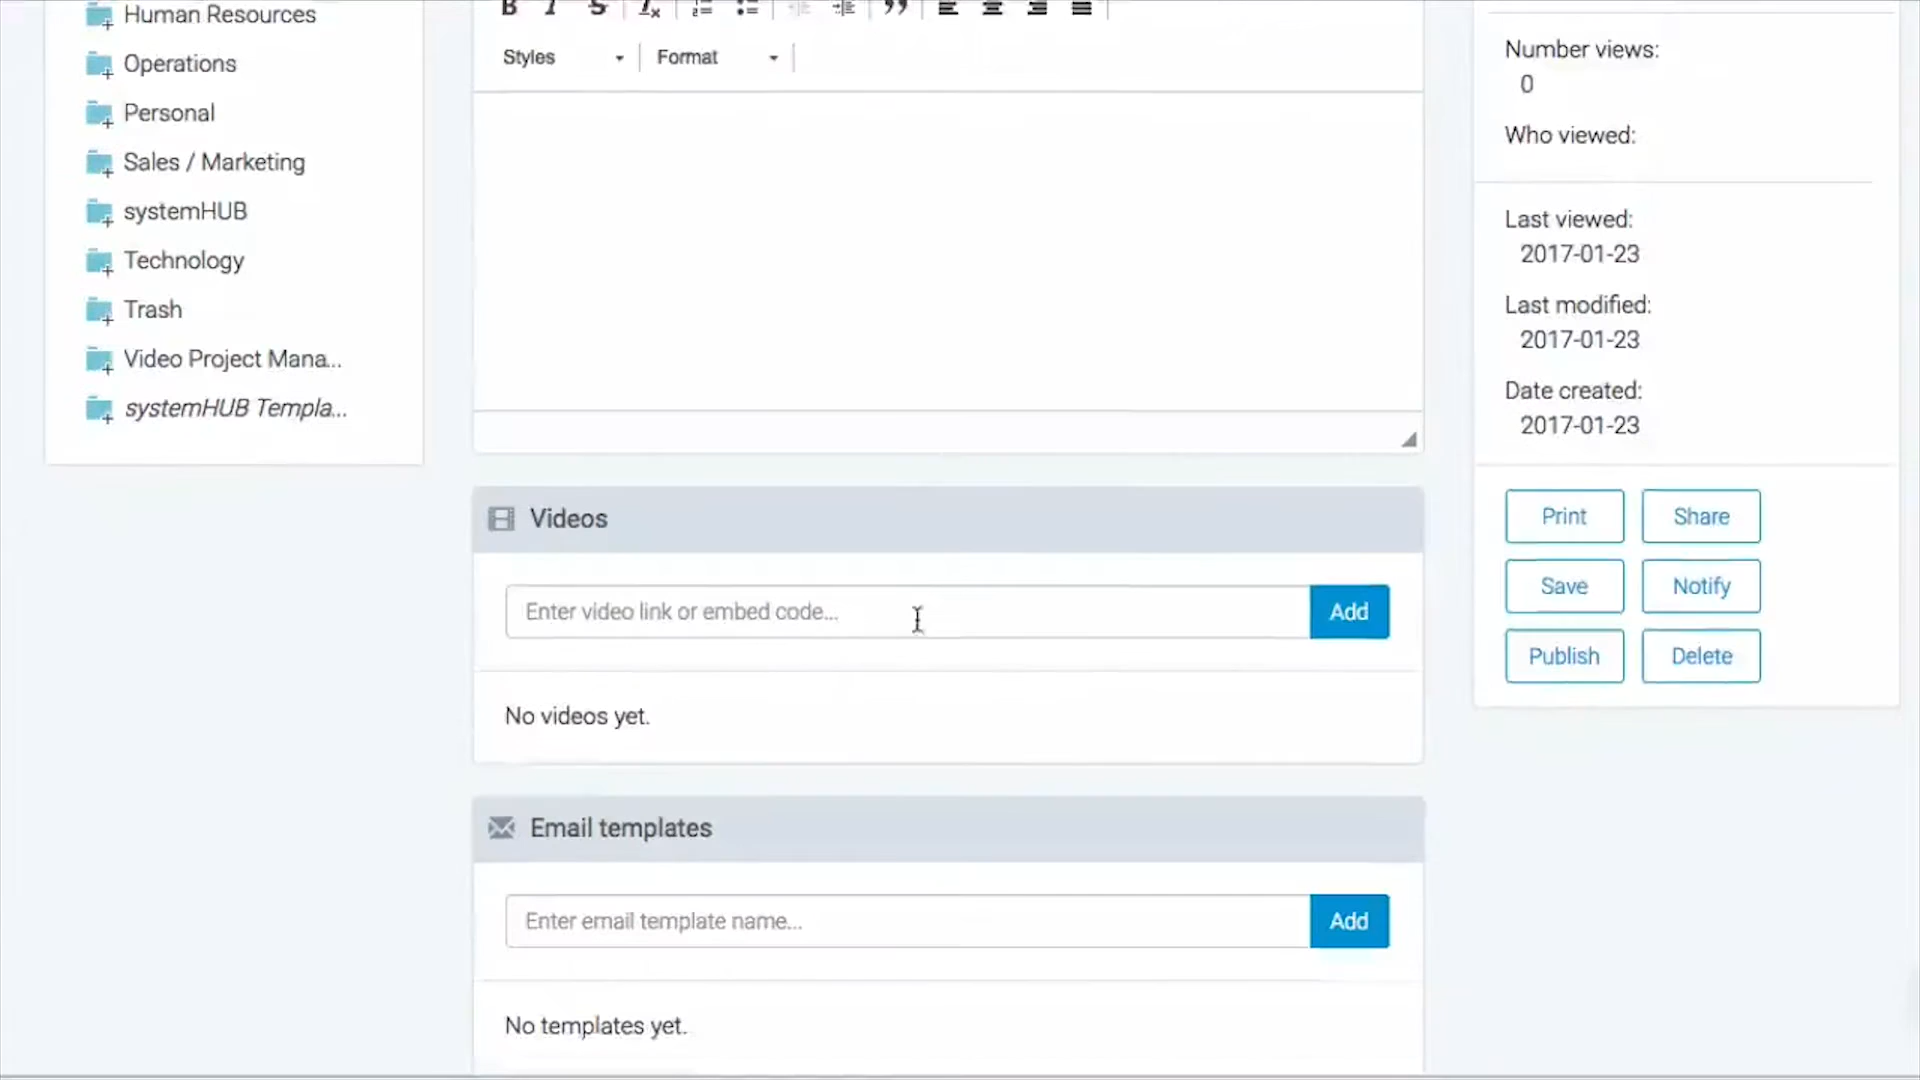 Human Resources
Operations
Personal
Sales / Marketing
systemHUB
Technology
Trash
Video Project Mana...
systemHUB Templa...
B I S Tx
Styles
Format
Videos
Enter video link or embed code...
Add
No videos yet.
Email templates
Enter email template name...
Add
No templates yet.
Number views:
0
Who viewed:
Last viewed:
2017-01-23
Last modified:
2017-01-23
Date created:
2017-01-23
Print
Share
Save
Notify
Publish
Delete